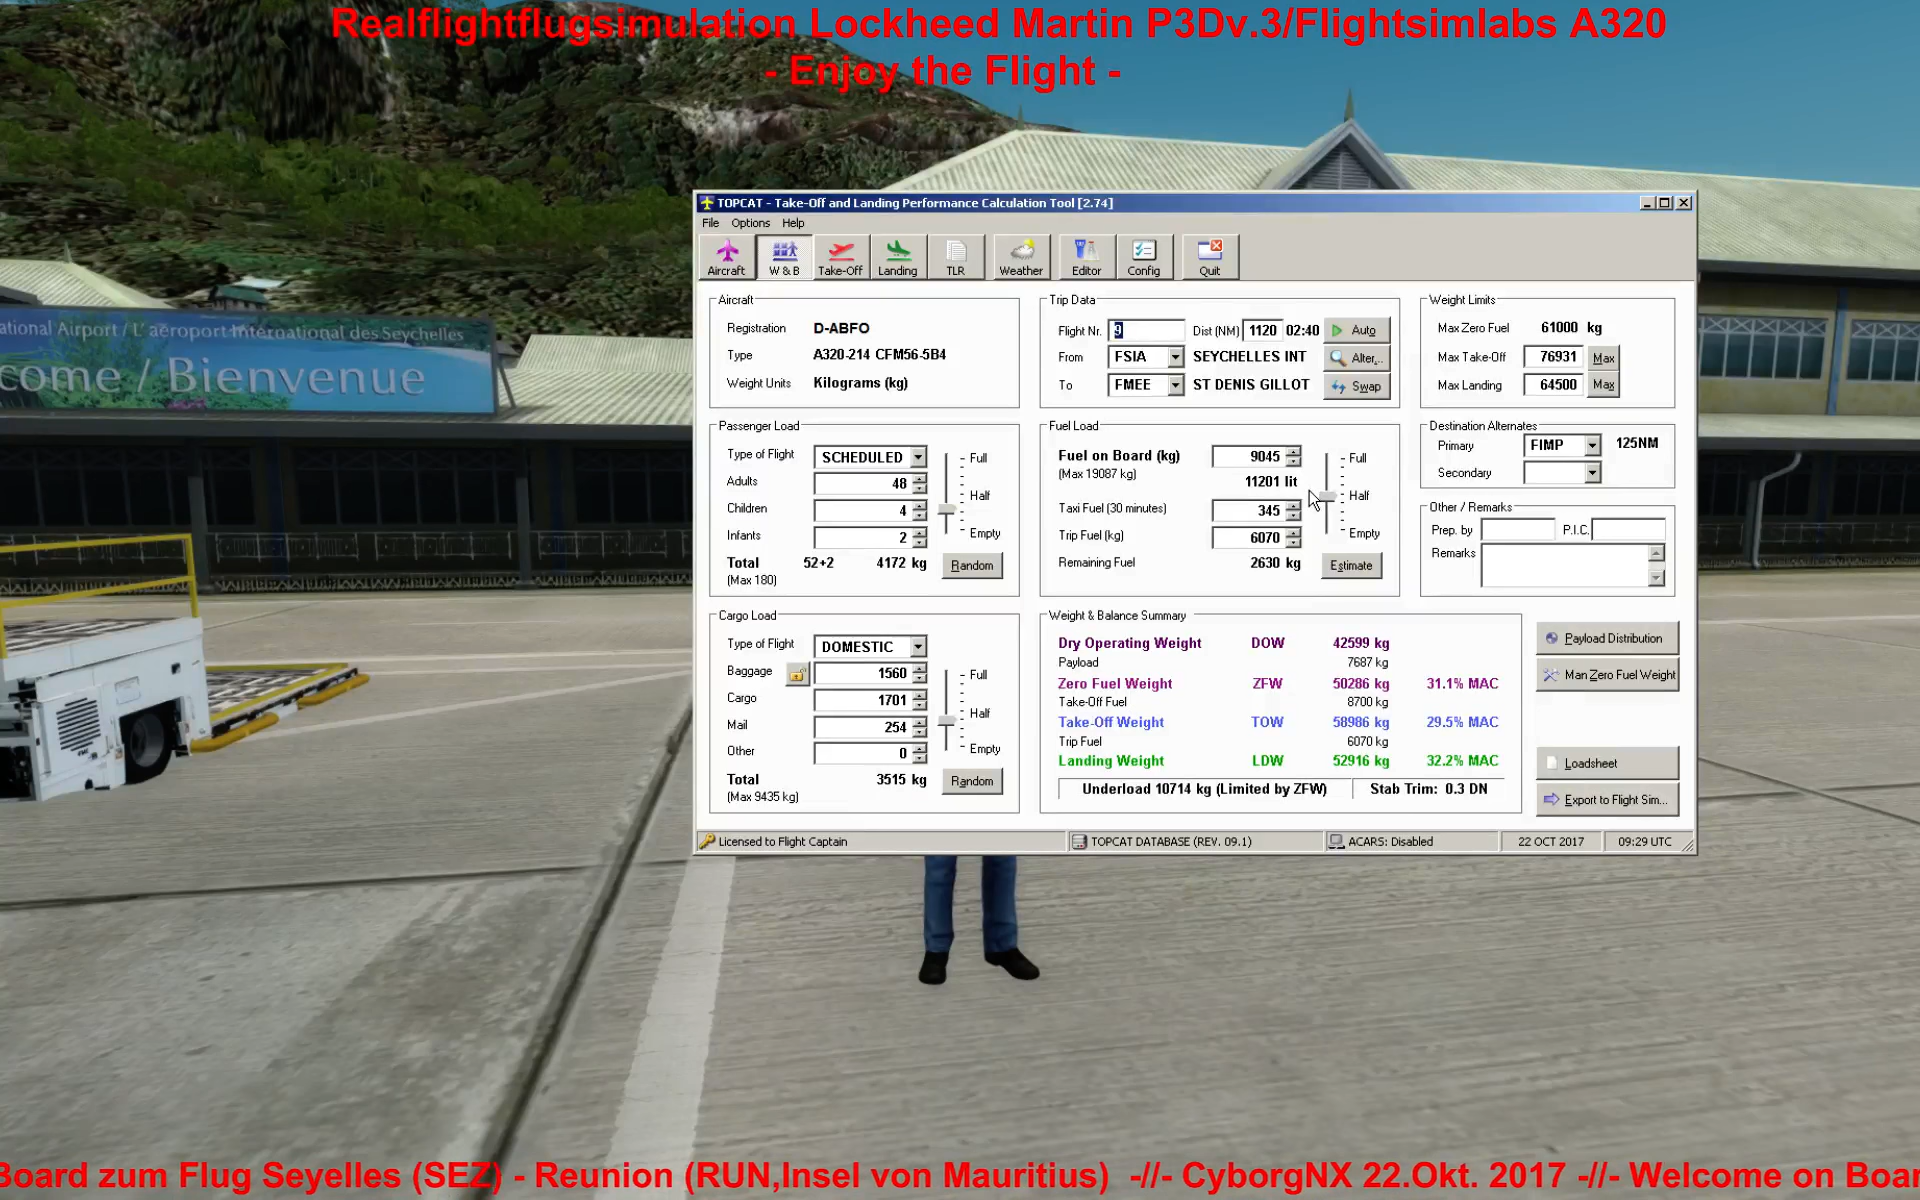 Realflightflugsimulation Lockheed Martin P3Dv.3/Flightsimlabs A320
- Enjoy the Flight -
ational Airport / L' aéroport International des Seychelles
come / Bienvenue
TOPCAT - Take-Off and Landing Performance Calculation Tool [2.74]
File Options Help
Aircraft W & B Take-Off Landing TLR Weather Editor Config Quit
Aircraft
Registration D-ABFO
Type A320-214 CFM56-5B4
Weight Units Kilograms (kg)
Trip Data
Flight Nr. 9 Dist (NM) 1120 02:40 Auto
From FSIA SEYCHELLES INT Alter...
To FMEE ST DENIS GILLOT Swap
Weight Limits
Max Zero Fuel 61000 kg
Max Take-Off 76931 Max
Max Landing 64500 Max
Passenger Load
Type of Flight SCHEDULED Full
Adults 48
Half
Children 4
Infants 2 Empty
Total 52+2 4172 kg Random
(Max 180)
Fuel Load
Fuel on Board (kg) 9045 Full
(Max 19087 kg)
11201 lit Half
Taxi Fuel (30 minutes) 345
Trip Fuel (kg) 6070 Empty
Remaining Fuel 2630 kg Estimate
Destination Alternates
Primary FIMP 125NM
Secondary
Other / Remarks
Prep. by P.I.C.
Remarks
Cargo Load
Type of Flight DOMESTIC
Baggage 1560 Full
Cargo 1701
Half
Mail 254
Other 0 Empty
Total 3515 kg Random
(Max 9435 kg)
Weight & Balance Summary
Dry Operating Weight DOW 42599 kg
Payload 7687 kg
Zero Fuel Weight ZFW 50286 kg 31.1% MAC
Take-Off Fuel 8700 kg
Take-Off Weight TOW 58986 kg 29.5% MAC
Trip Fuel 6070 kg
Landing Weight LDW 52916 kg 32.2% MAC
Underload 10714 kg (Limited by ZFW) Stab Trim: 0.3 DN
Payload Distribution
Man Zero Fuel Weight
Loadsheet
Export to Flight Sim...
Licensed to Flight Captain TOPCAT DATABASE (REV. 09.1) ACARS: Disabled 22 OCT 2017 09:29 UTC
Board zum Flug Seyelles (SEZ) - Reunion (RUN,Insel von Mauritius) -//- CyborgNX 22.Okt. 2017 -//- Welcome on Boar